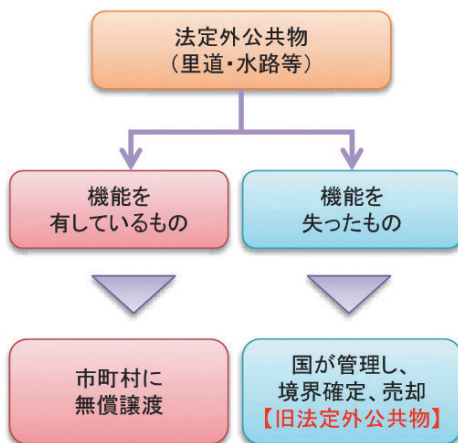 法定外公共物
（里道・水路等）
機能を
有しているもの
機能を
失ったもの
市町村に
無償譲渡
国が管理し、
境界確定、売却
【旧法定外公共物】